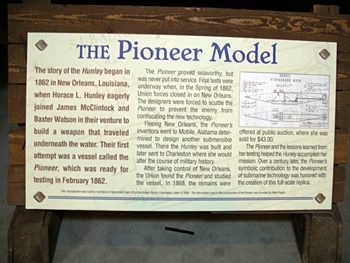 THE Pioneer Model
The story of the Hunley began in
1862 in New Orleans, Louisiana,
when Horace L. Hunley eagerly
joined James McClintock and
Baxter Watson in their venture to
build a weapon that traveled
underneath the water. Their first
attempt was a vessel called the
Pioneer, which was ready for
testing in February 1862.
The Pioneer proved seaworthy, but
was never put into service. Final tests were
underway when, in the Spring of 1862,
Union forces closed in on New Orleans.
The designers were forced to scuttle the
Pioneer to prevent the enemy from
confiscating the new technology.
Fleeing New Orleans, the Pioneer's
inventors went to Mobile, Alabama determined
to design another submersible
vessel. There the Hunley was built and
later sent to Charleston where she would
alter the course of military history.
After taking control of New Orleans,
the Union found the Pioneer and studied
the vessel. In 1868, the remains were
offered at public auction, where she was
sold for $43.00.
The Pioneer and the lessons learned from
her testing helped the Hunley accomplish her
mission. Over a century later, the Pioneer's
symbolic contribution to the development
of submarine technology was honored with
the creation of this full-scale replica.